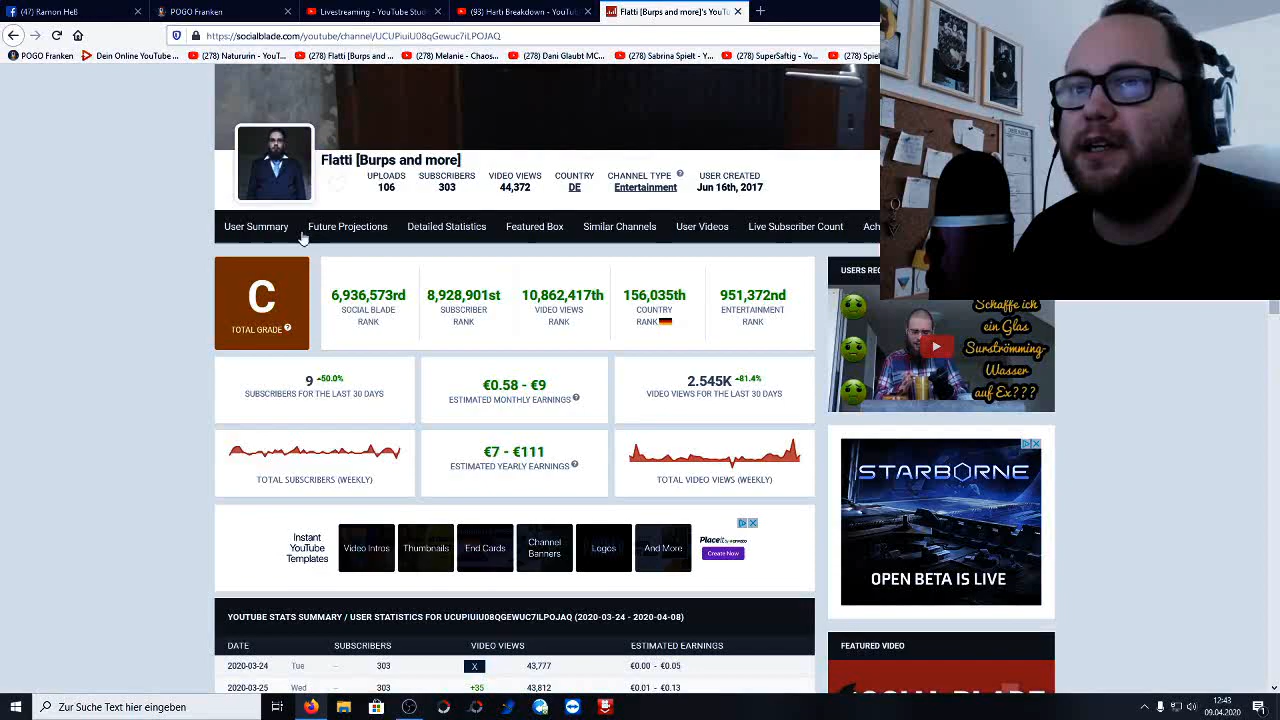 (47) Ramon Heß
POGO Franken
Livestreaming - YouTube Stud
(93) Harti Breakdown - YouTub
Flatti [Burps and more]'s YouTu
https://socialblade.com/youtube/channel/UCUPiuiU08qGewuc7iLPOJAQ
POGO Franken
Dein Online YouTube ...
(278) Natururin - YouT...
(278) Flatti [Burps and ...
(278) Melanie - Chaos...
(278) Dani Glaubt MC...
(278) Sabrina Spielt - Y...
(278) SuperSaftig - Yo...
(278) Spiel
Flatti [Burps and more]
UPLOADS SUBSCRIBERS VIDEO VIEWS COUNTRY CHANNEL TYPE USER CREATED
106 303 44,372 DE Entertainment Jun 16th, 2017
User Summary Future Projections Detailed Statistics Featured Box Similar Channels User Videos Live Subscriber Count Ach
C
TOTAL GRADE
6,936,573rd 8,928,901st 10,862,417th 156,035th 951,372nd
SOCIAL BLADE SUBSCRIBER VIDEO VIEWS COUNTRY ENTERTAINMENT
RANK RANK RANK RANK RANK
9 50.0%
SUBSCRIBERS FOR THE LAST 30 DAYS
€0.58 - €9
ESTIMATED MONTHLY EARNINGS
2.545K 81.4%
VIDEO VIEWS FOR THE LAST 30 DAYS
TOTAL SUBSCRIBERS (WEEKLY)
€7 - €111
ESTIMATED YEARLY EARNINGS
TOTAL VIDEO VIEWS (WEEKLY)
Instant
YouTube
Templates
Video Intros
Thumbnails
End Cards
Channel
Banners
Logos
And More
Placeit
Create Now
YOUTUBE STATS SUMMARY / USER STATISTICS FOR UCUPIUIU08QGEWUC7ILPOJAQ (2020-03-24 - 2020-04-08)
DATE SUBSCRIBERS VIDEO VIEWS ESTIMATED EARNINGS
2020-03-24 Tue -- 303 X 43,777 €0.00 - €0.05
2020-03-25 Wed -- 303 +35 43,812 €0.01 - €0.13
USERS REC
Schaffe ich
ein Glas
Surströmming-
Wasser
auf Ex???
STARBORNE
OPEN BETA IS LIVE
FEATURED VIDEO
SOCIAL BLADE
Zur Suche Text hier eingeben
12:43
09.04.2020